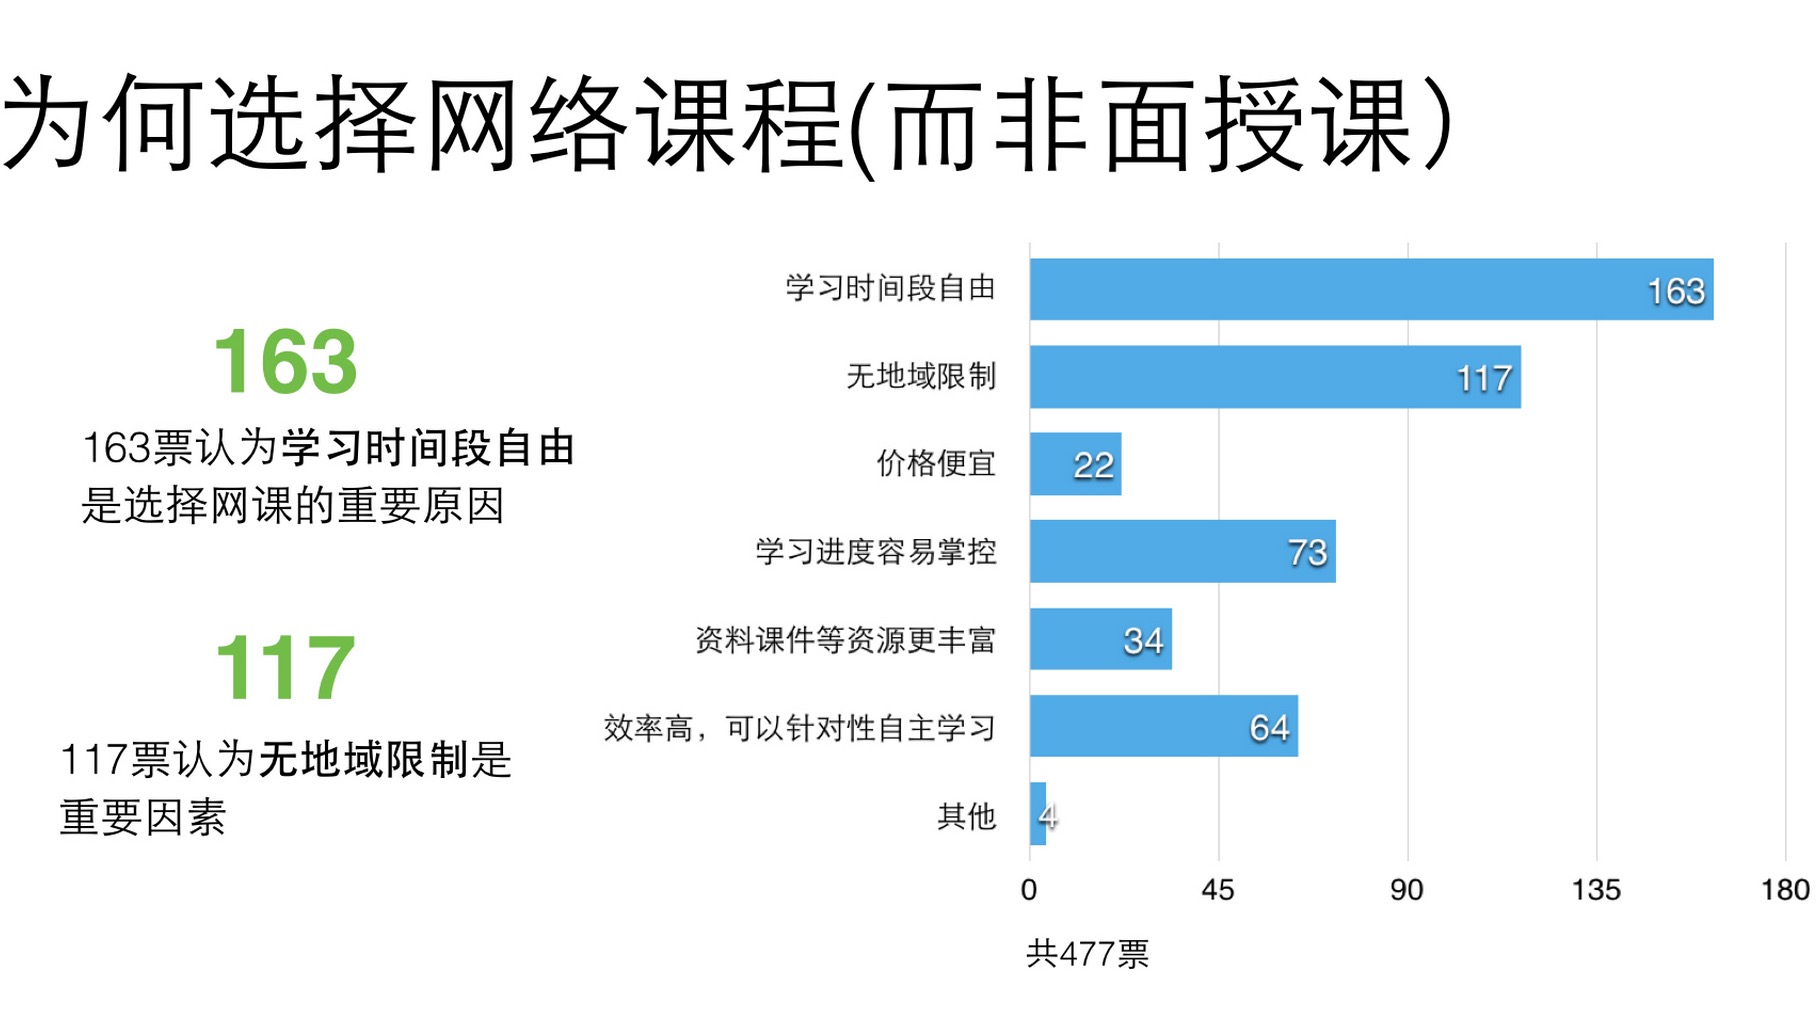 为何选择网络课程(而非面授课）
163
163票认为学习时间段自由
是选择网课的重要原因
117
117票认为无地域限制是
重要因素
学习时间段自由 163
无地域限制 117
价格便宜 22
学习进度容易掌控 73
资料课件等资源更丰富 34
效率高，可以针对性自主学习 64
其他 4
0 45 90 135 180
共477票